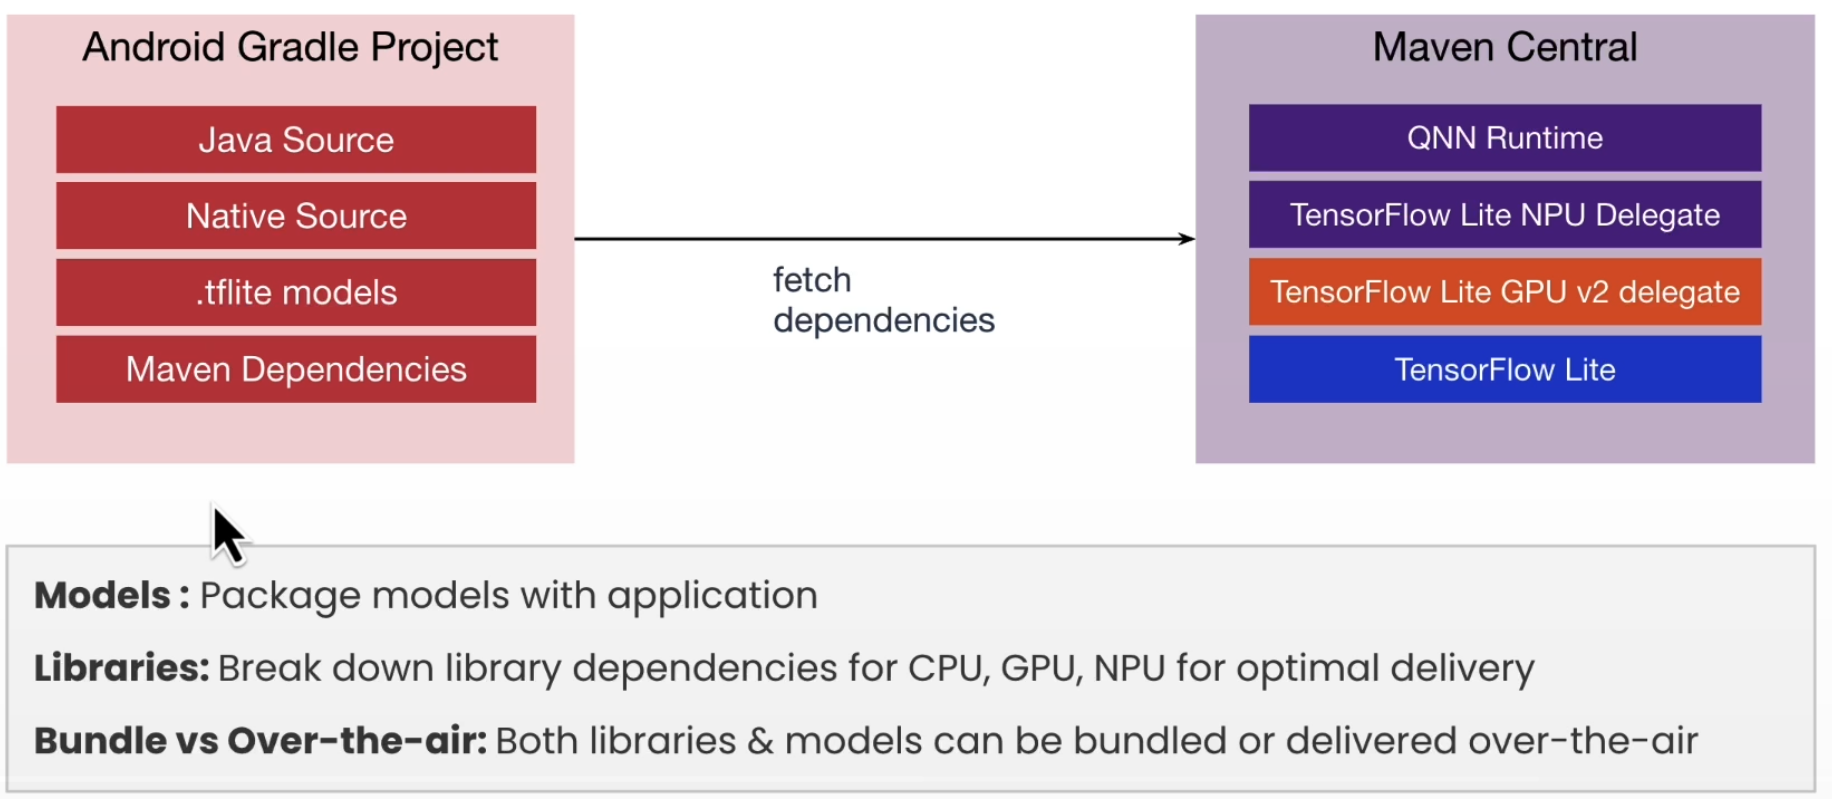 Android Gradle Project
Java Source
Native Source
.tflite models
Maven Dependencies
fetch
dependencies
Maven Central
QNN Runtime
TensorFlow Lite NPU Delegate
TensorFlow Lite GPU v2 delegate
TensorFlow Lite
Models : Package models with application
Libraries: Break down library dependencies for CPU, GPU, NPU for optimal delivery
Bundle vs Over-the-air: Both libraries & models can be bundled or delivered over-the-air